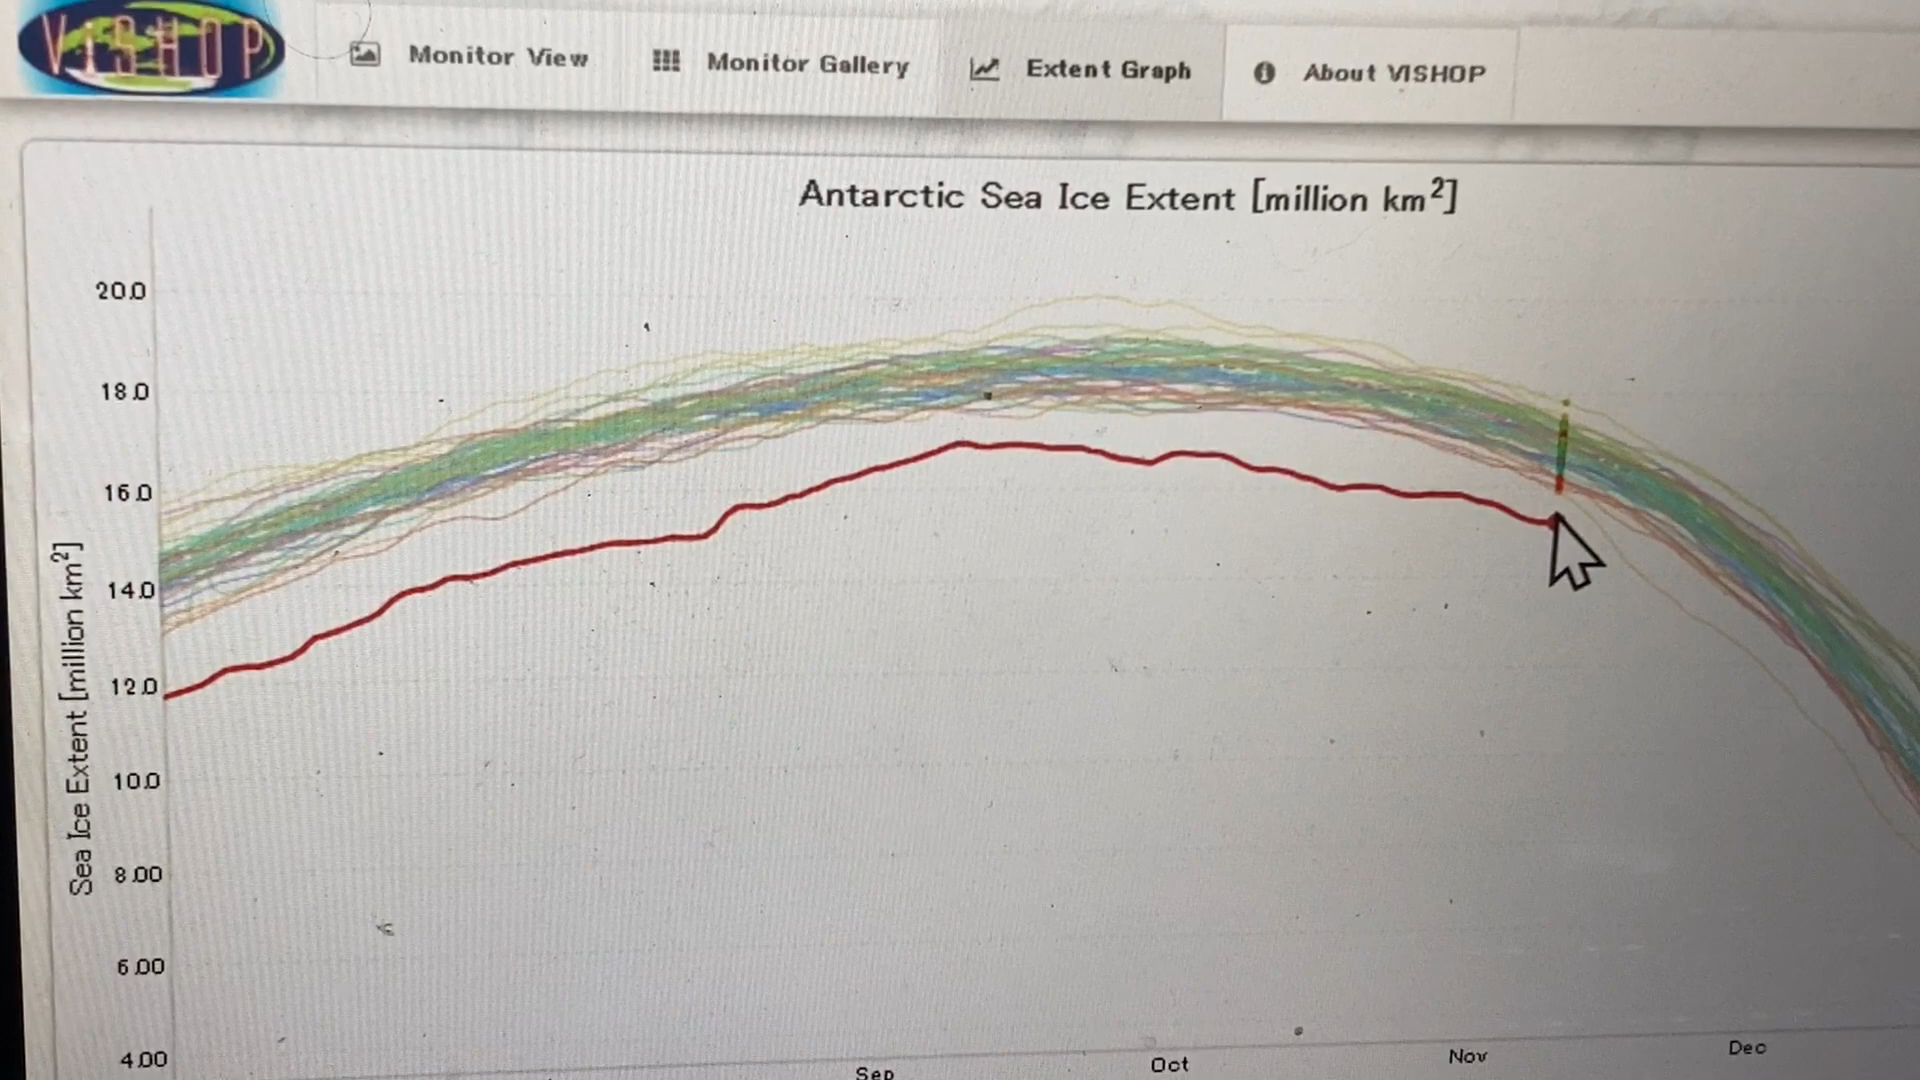 VISHOP
Monitor View
Monitor Gallery
Extent Graph
About VISHOP
Antarctic Sea Ice Extent [million km²]
Sea Ice Extent [million km²]
20.0
18.0
16.0
14.0
12.0
10.0
8.00
6.00
4.00
Sep
Oct
Nov
Dec